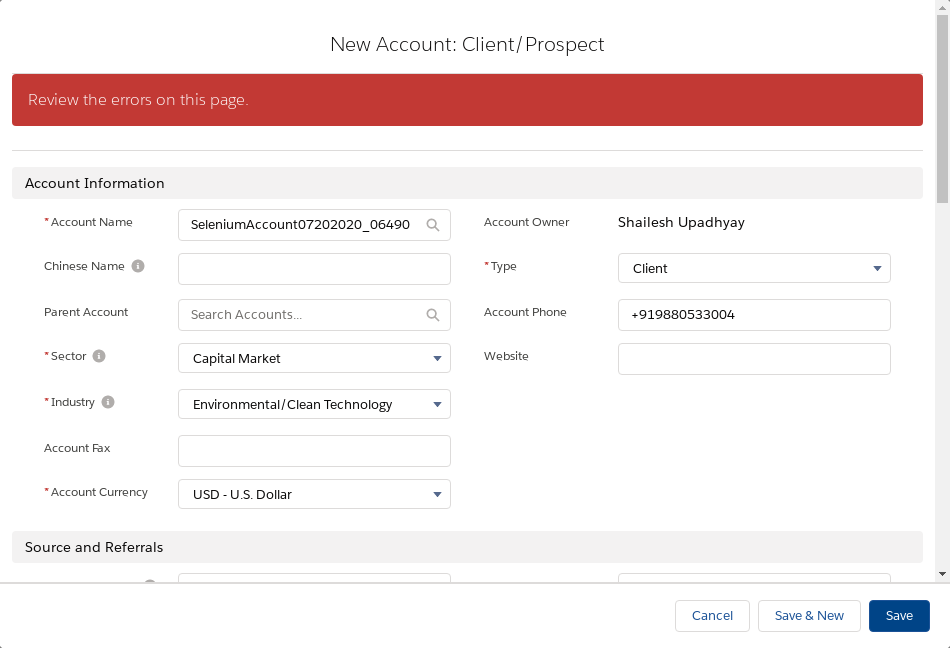 New Account: Client/Prospect
Review the errors on this page.
Account Information
* Account Name SeleniumAccount07202020_06490 Account Owner Shailesh Upadhyay
Chinese Name * Type Client
Parent Account Search Accounts... Account Phone +919880533004
* Sector Capital Market Website
* Industry Environmental/Clean Technology
Account Fax
* Account Currency USD - U.S. Dollar
Source and Referrals
Cancel Save & New Save